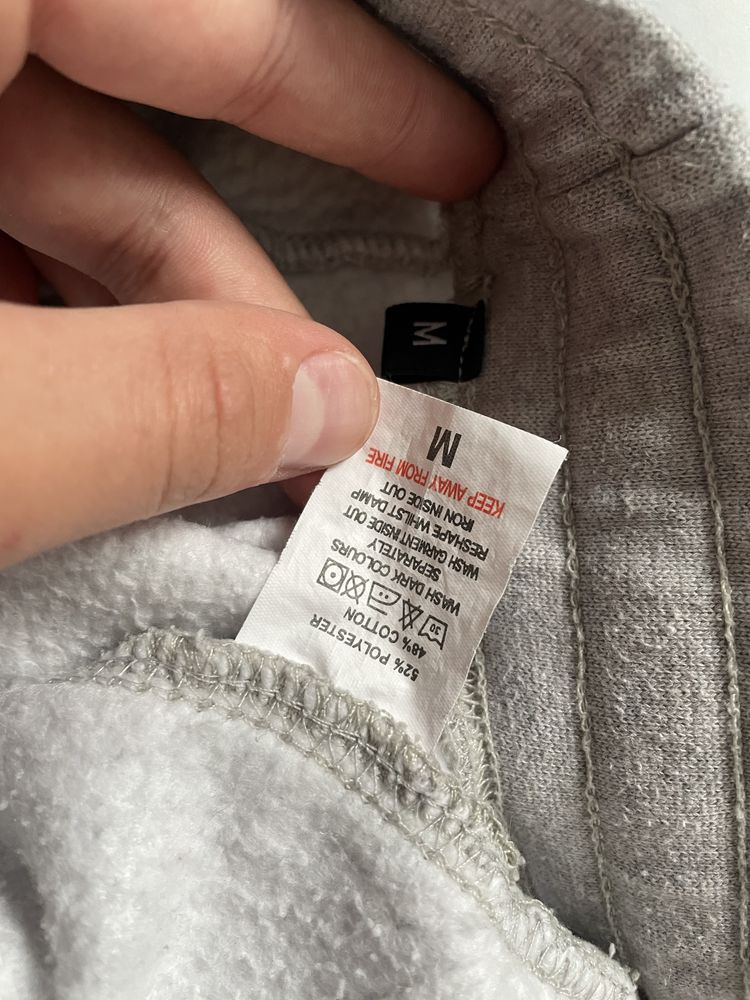 M
52% POLYESTER
48% COTTON
30
WASH DARK COLOURS
SEPARATELY
WASH GARMENT INSIDE OUT
RESHAPE WHILST DAMP
IRON INSIDE OUT
KEEP AWAY FROM FIRE
M